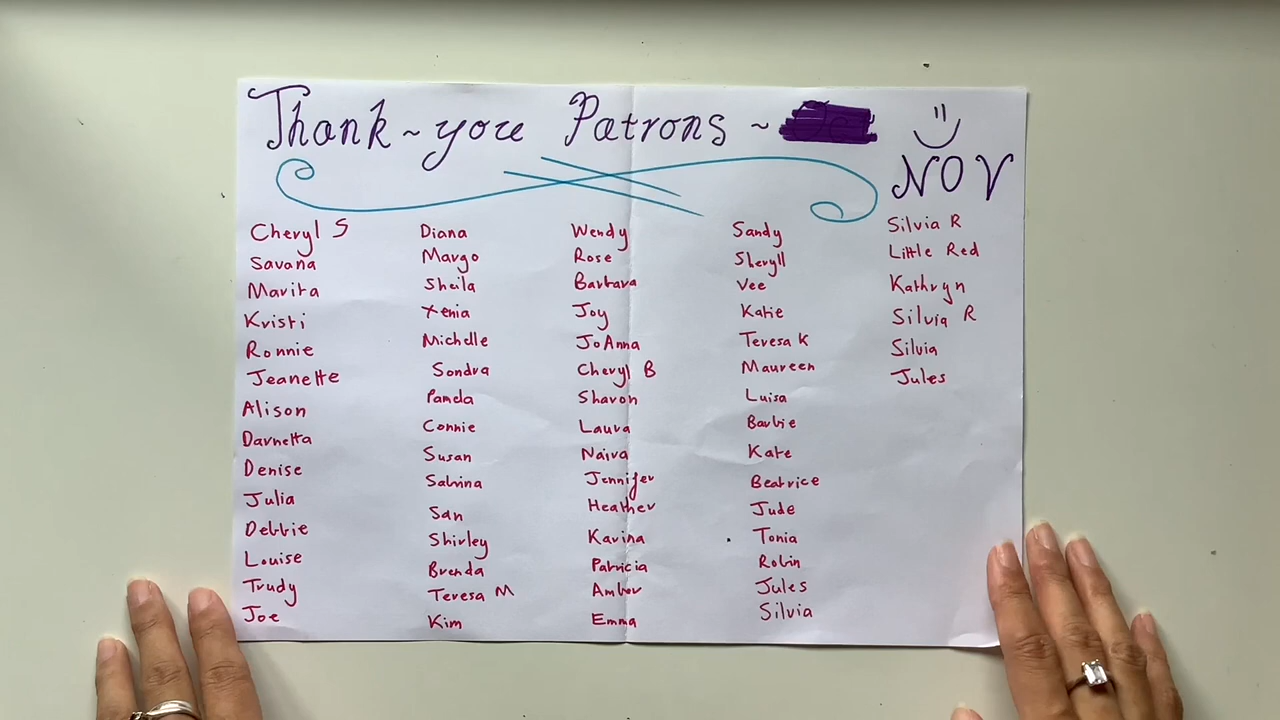 Thank~you Patrons ~
NOV
Cheryl S
Savana
Marita
Kristi
Ronnie
Jeanette
Alison
Darnetta
Denise
Julia
Debbie
Louise
Trudy
Joe
Diana
Margo
Sheila
Xenia
Michelle
Sondra
Pamela
Connie
Susan
Sabrina
San
Shirley
Brenda
Teresa M
Kim
Wendy
Rose
Barbara
Joy
JoAnna
Cheryl B
Sharon
Laura
Naiva
Jennifer
Heather
Karina
Patricia
Amber
Emma
Sandy
Sheryll
Vee
Katie
Teresa K
Maureen
Luisa
Barbie
Kate
Beatrice
Jude
Tonia
Robin
Jules
Silvia
Silvia R
Little Red
Kathryn
Silvia R
Silvia
Jules